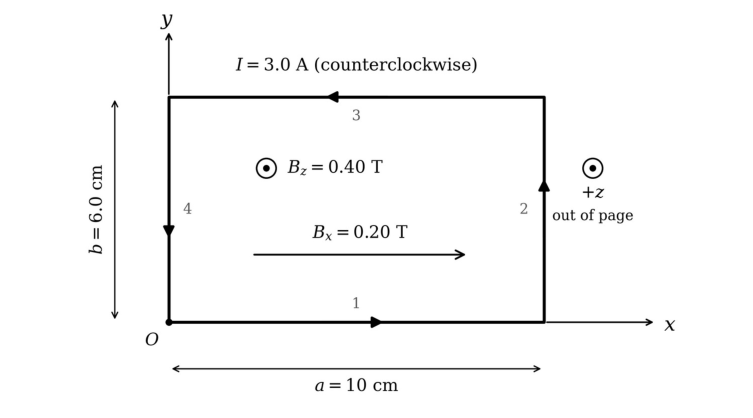 y
I = 3.0 A (counterclockwise)
3
B_z = 0.40 T
+z
out of page
b = 6.0 cm
4
2
B_x = 0.20 T
1
O
x
a = 10 cm